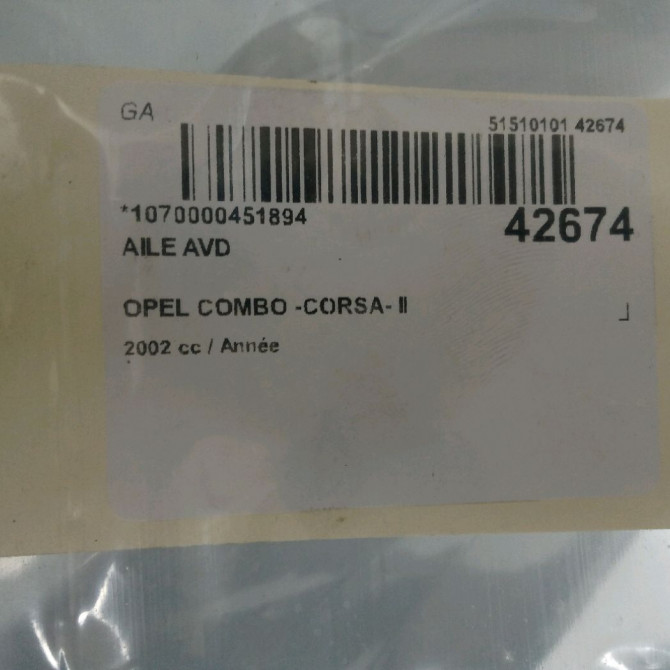 GA
51510101 42674
*1070000451894
42674
AILE AVD
OPEL COMBO -CORSA- II
2002 cc / Année